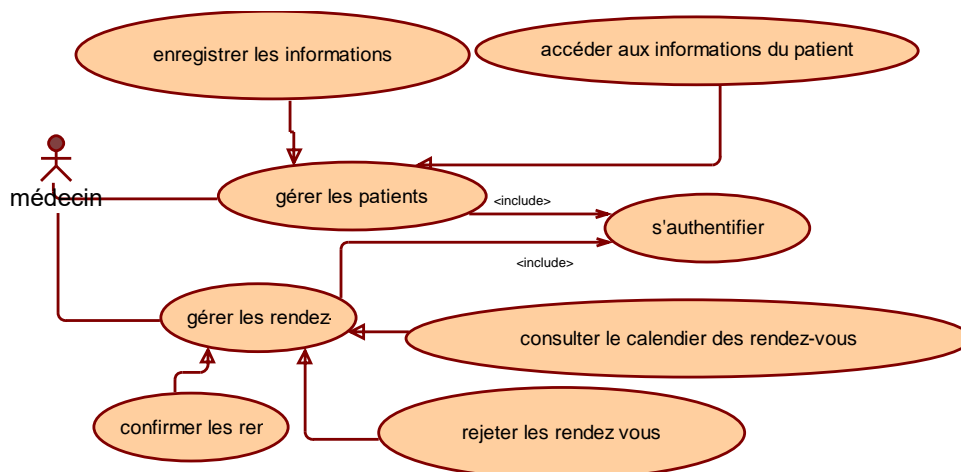 enregistrer les informations
accéder aux informations du patient
médecin
gérer les patients
<include>
s'authentifier
<include>
gérer les rendez-
consulter le calendier des rendez-vous
confirmer les rer
rejeter les rendez vous